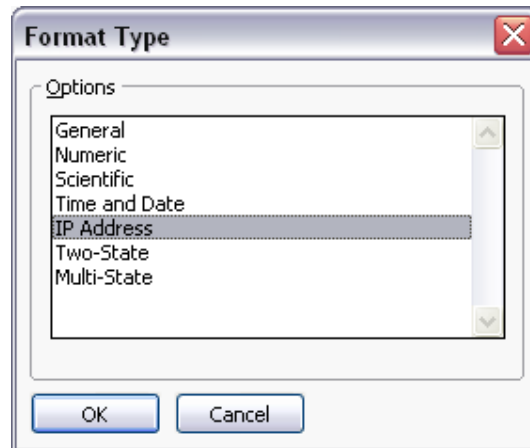 Format Type
Options
General
Numeric
Scientific
Time and Date
IP Address
Two-State
Multi-State
OK
Cancel